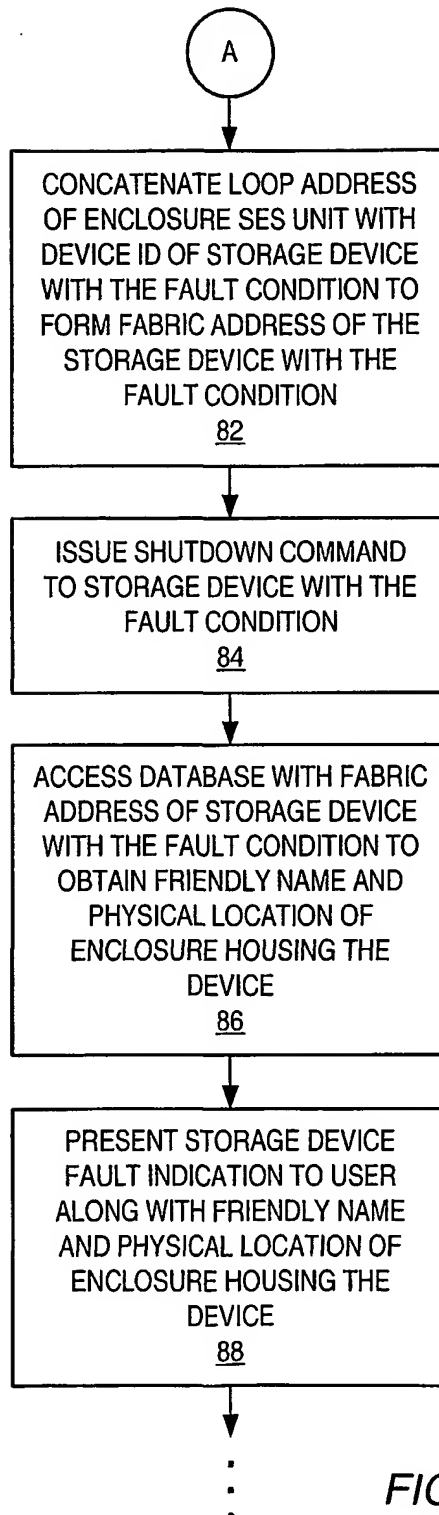 A
CONCATENATE LOOP ADDRESS
OF ENCLOSURE SES UNIT WITH
DEVICE ID OF STORAGE DEVICE
WITH THE FAULT CONDITION TO
FORM FABRIC ADDRESS OF THE
STORAGE DEVICE WITH THE
FAULT CONDITION
82
ISSUE SHUTDOWN COMMAND
TO STORAGE DEVICE WITH THE
FAULT CONDITION
84
ACCESS DATABASE WITH FABRIC
ADDRESS OF STORAGE DEVICE
WITH THE FAULT CONDITION TO
OBTAIN FRIENDLY NAME AND
PHYSICAL LOCATION OF
ENCLOSURE HOUSING THE
DEVICE
86
PRESENT STORAGE DEVICE
FAULT INDICATION TO USER
ALONG WITH FRIENDLY NAME
AND PHYSICAL LOCATION OF
ENCLOSURE HOUSING THE
DEVICE
88
FIG